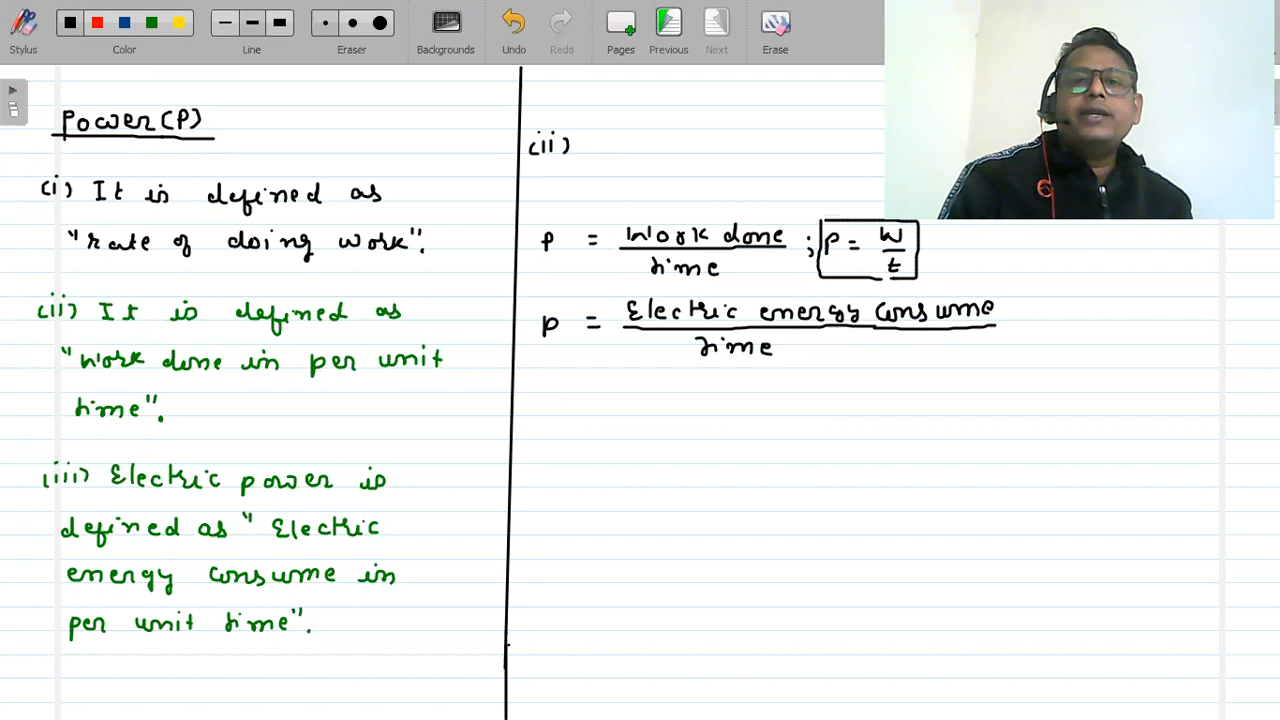 Stylus
Color
Line
Eraser
Backgrounds
Undo
Redo
Pages
Previous
Next
Erase
Power(P)
(i) It is defined as
"rate of doing work".
(ii) It is defined as
"Work done in per unit
time".
(iii) Electric power is
defined as "Electric
energy consume in
per unit time".
(ii)
P = Work done / time ; P = W / t
P = Electric energy consume / time